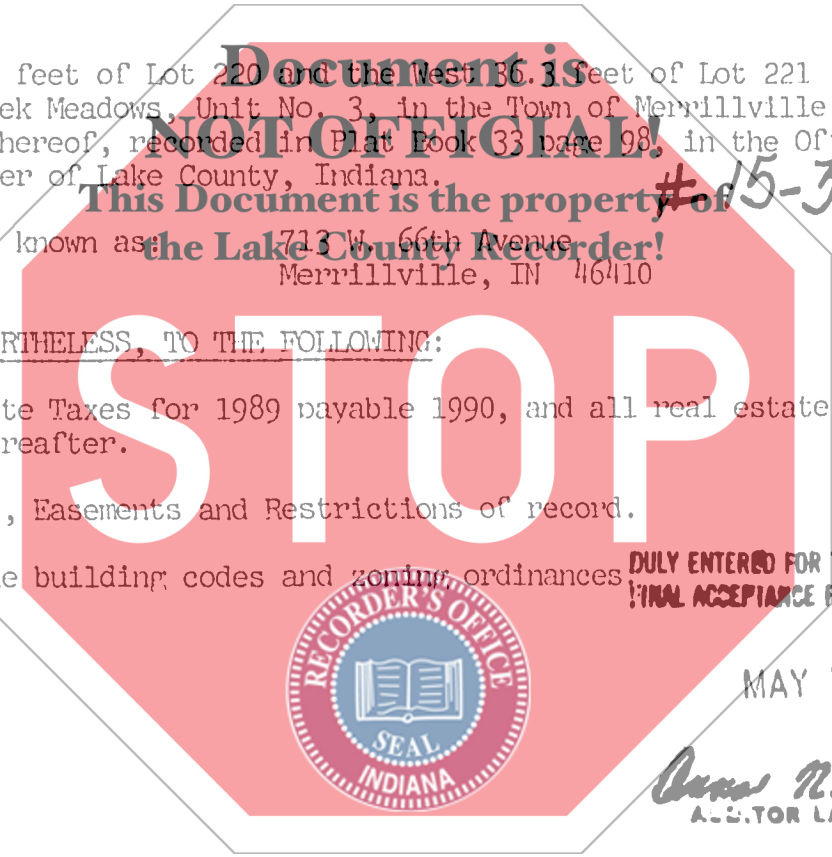 Document is
NOT OFFICIAL!
This Document is the property of
the Lake County Recorder!
STOP
feet of Lot 220 and the West 36.3 feet of Lot 221
ek Meadows, Unit No. 3, in the Town of Merrillville
hereof, recorded in Plat Book 33 page 98, in the Of
er of Lake County, Indiana.
#15-3
known as: 713 W. 66th Avenue
Merrillville, IN 46410
RTHELESS, TO THE FOLLOWING:
te Taxes for 1989 payable 1990, and all real estate
reafter.
, Easements and Restrictions of record.
e building codes and zoning ordinances
DULY ENTERED FOR
FINAL ACCEPTANCE
RECORDER'S OFFICE
SEAL
INDIANA
MAY
Anna N.
AUDITOR LA